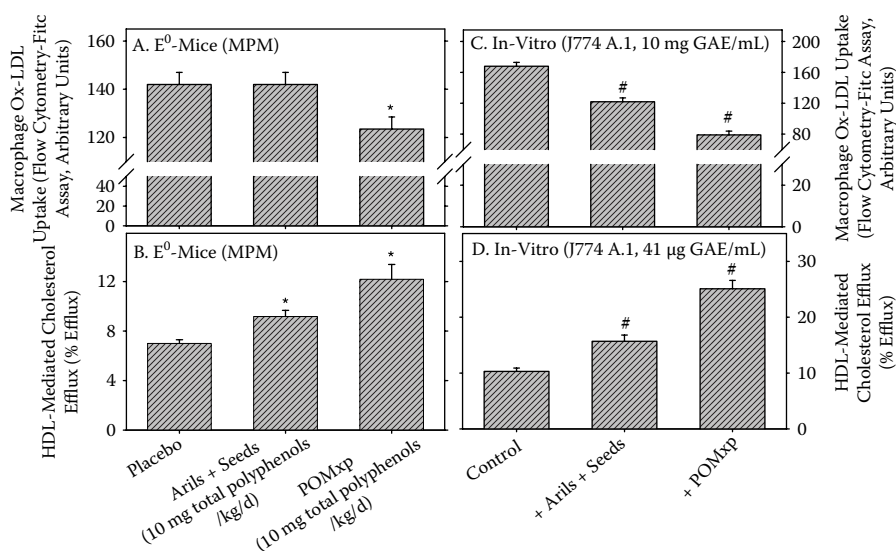 Macrophage Ox-LDL
Uptake (Flow Cytometry-Fitc
Assay, Arbitrary Units)
A. E⁰-Mice (MPM)
160
140
120
40
20
0
*
C. In-Vitro (J774 A.1, 10 mg GAE/mL)
200
160
120
80
20
0
#
#
Macrophage Ox-LDL Uptake
(Flow Cytometry-Fitc Assay,
Arbitrary Units)
HDL-Mediated Cholesterol
Efflux (% Efflux)
B. E⁰-Mice (MPM)
12
8
4
0
*
*
D. In-Vitro (J774 A.1, 41 μg GAE/mL)
30
20
10
0
#
#
HDL-Mediated
Cholesterol Efflux
(% Efflux)
Placebo
Arils + Seeds
(10 mg total polyphenols
/kg/d)
POMxp
(10 mg total polyphenols
/kg/d)
Control
+ Arils + Seeds
+ POMxp